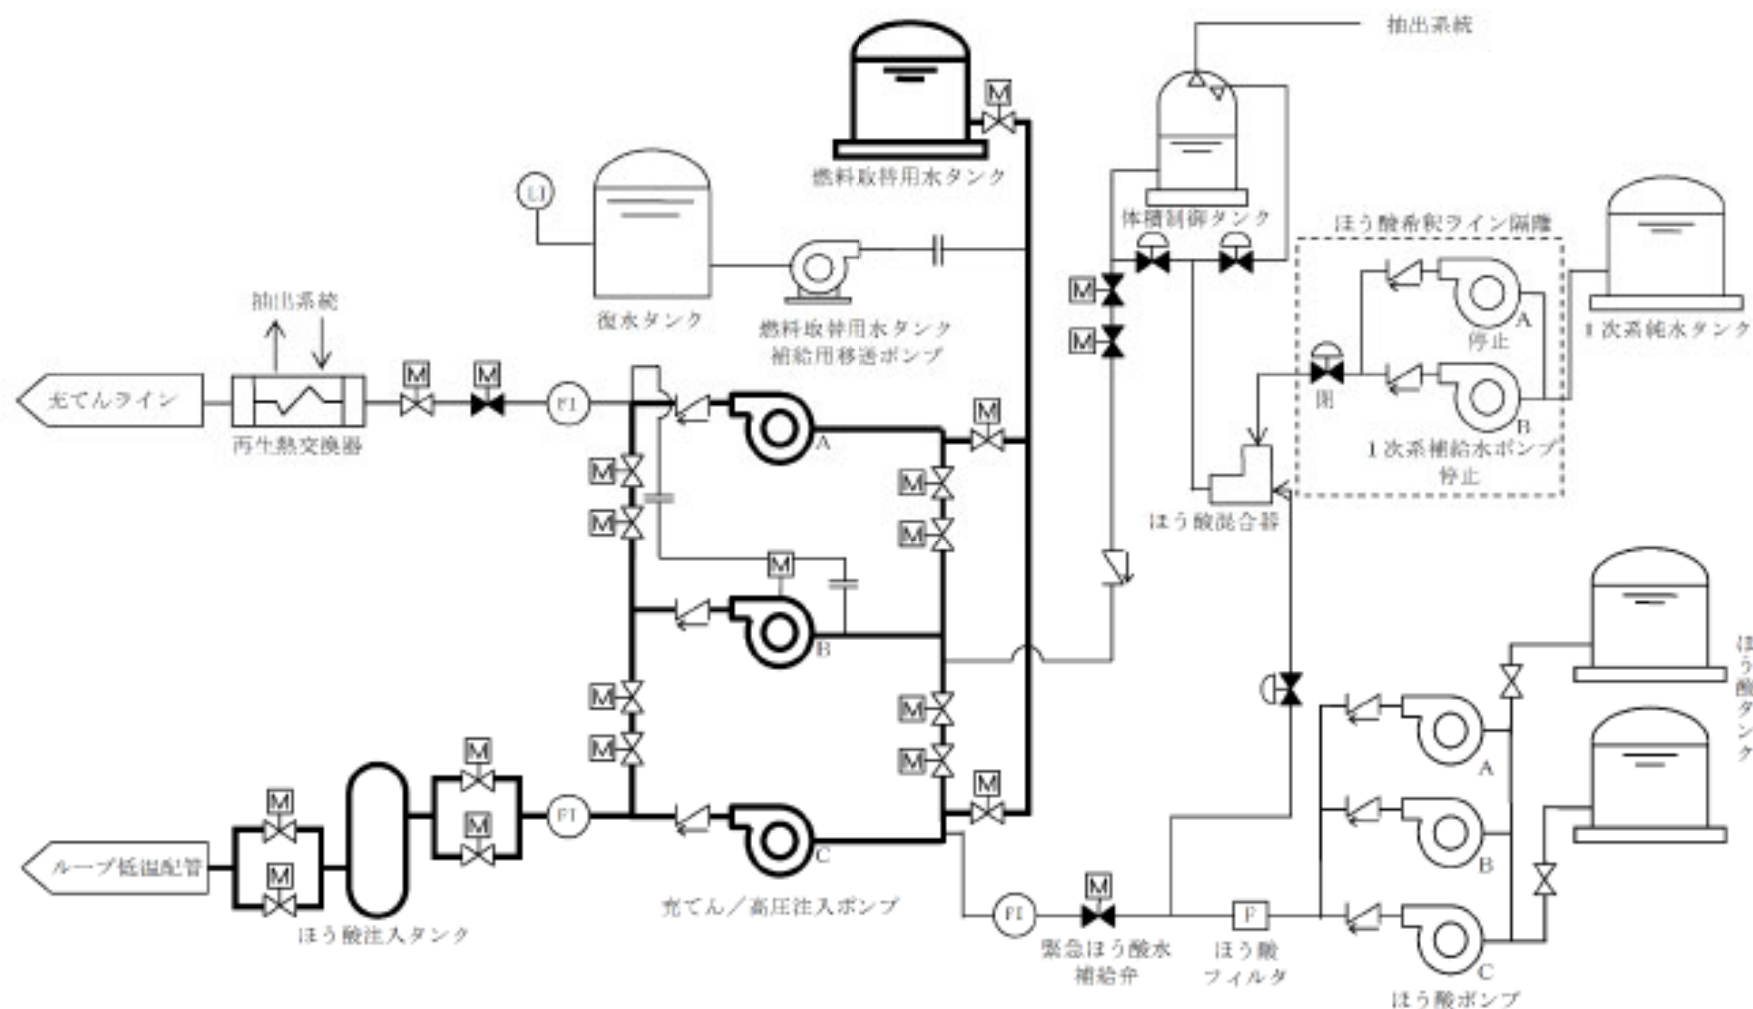 抽出系統
M
燃料取替用水タンク
LI
体積制御タンク
ほう酸希釈ライン隔離
復水タンク
燃料取替用水タンク
補給用移送ポンプ
M
M
A
停止
1次系純水タンク
抽出系統
閉
B
1次系補給水ポンプ
停止
充てんライン
M
M
FI
再生熱交換器
A
M
M
M
M
M
ほう酸混合器
M
B
M
M
M
M
ほう酸タンク
A
M
M
FI
M
C
B
M
M
ループ低温配管
ほう酸注入タンク
充てん/高圧注入ポンプ
FI
M
緊急ほう酸水
補給弁
F
ほう酸
フィルタ
C
ほう酸ポンプ